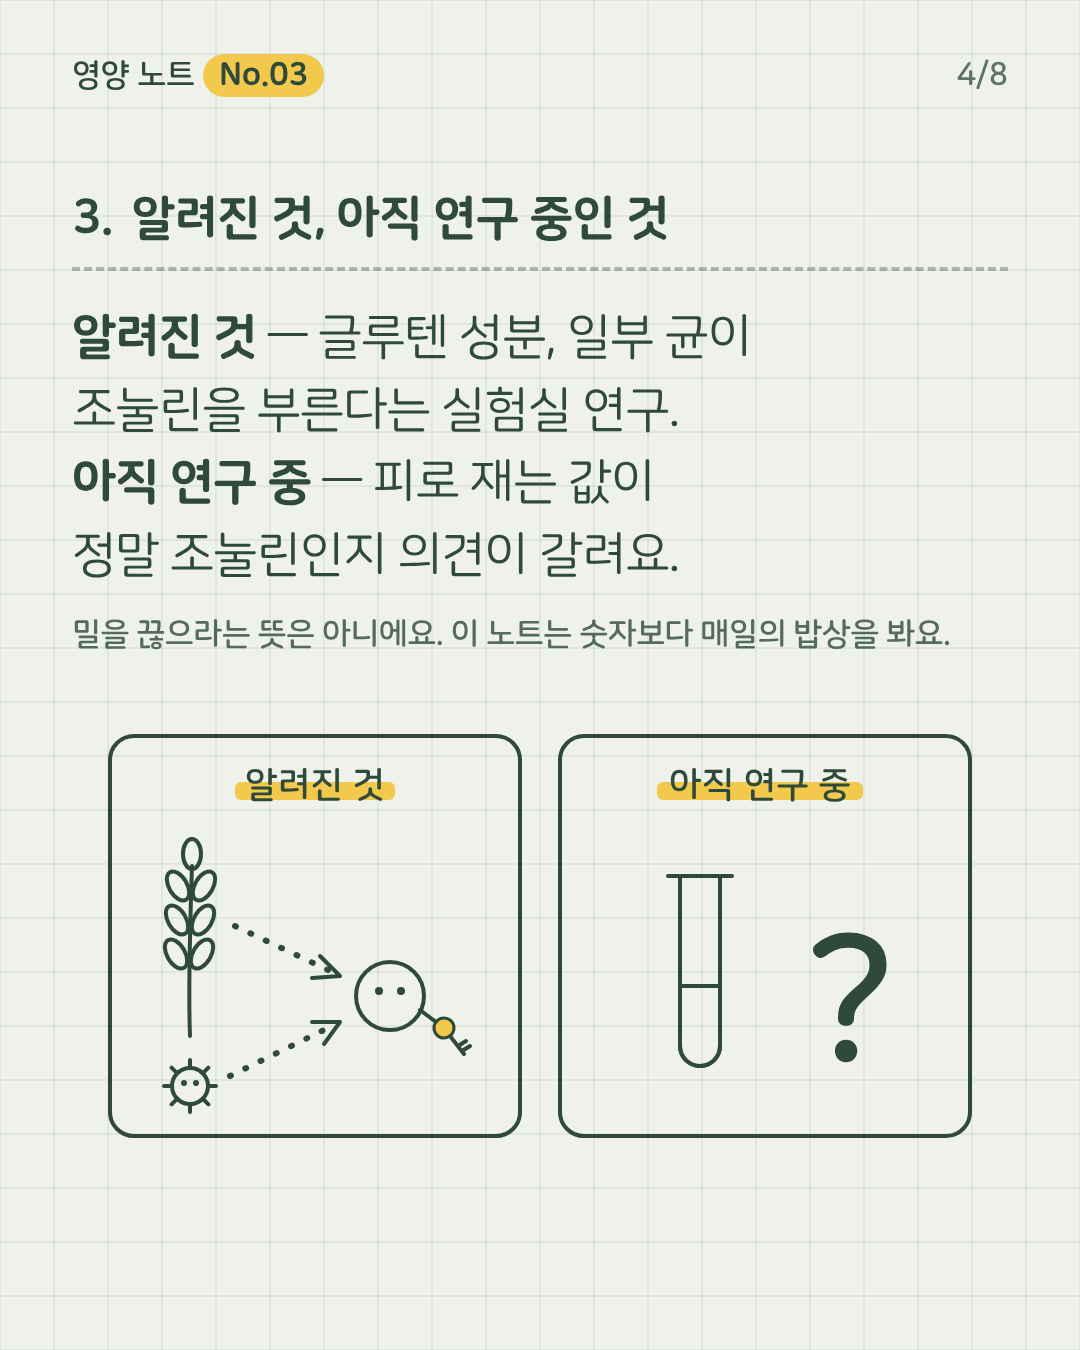 영양 노트 No.03
4/8
3. 알려진 것, 아직 연구 중인 것
알려진 것 — 글루텐 성분, 일부 균이
조눌린을 부른다는 실험실 연구.
아직 연구 중 — 피로 재는 값이
정말 조눌린인지 의견이 갈려요.
밀을 끊으라는 뜻은 아니에요. 이 노트는 숫자보다 매일의 밥상을 봐요.
알려진 것
아직 연구 중
?